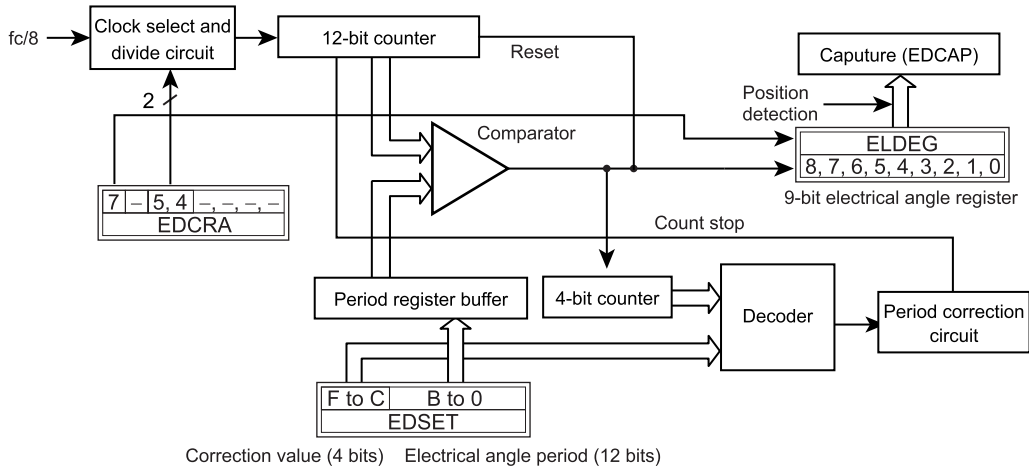 fc/8
Clock select and
divide circuit
12-bit counter
Reset
Caputure (EDCAP)
2
Position
detection
Comparator
ELDEG
8, 7, 6, 5, 4, 3, 2, 1, 0
9-bit electrical angle register
7 – 5, 4 –, –, –, –
EDCRA
Count stop
Period register buffer
4-bit counter
Decoder
Period correction
circuit
F to C B to 0
EDSET
Correction value (4 bits) Electrical angle period (12 bits)